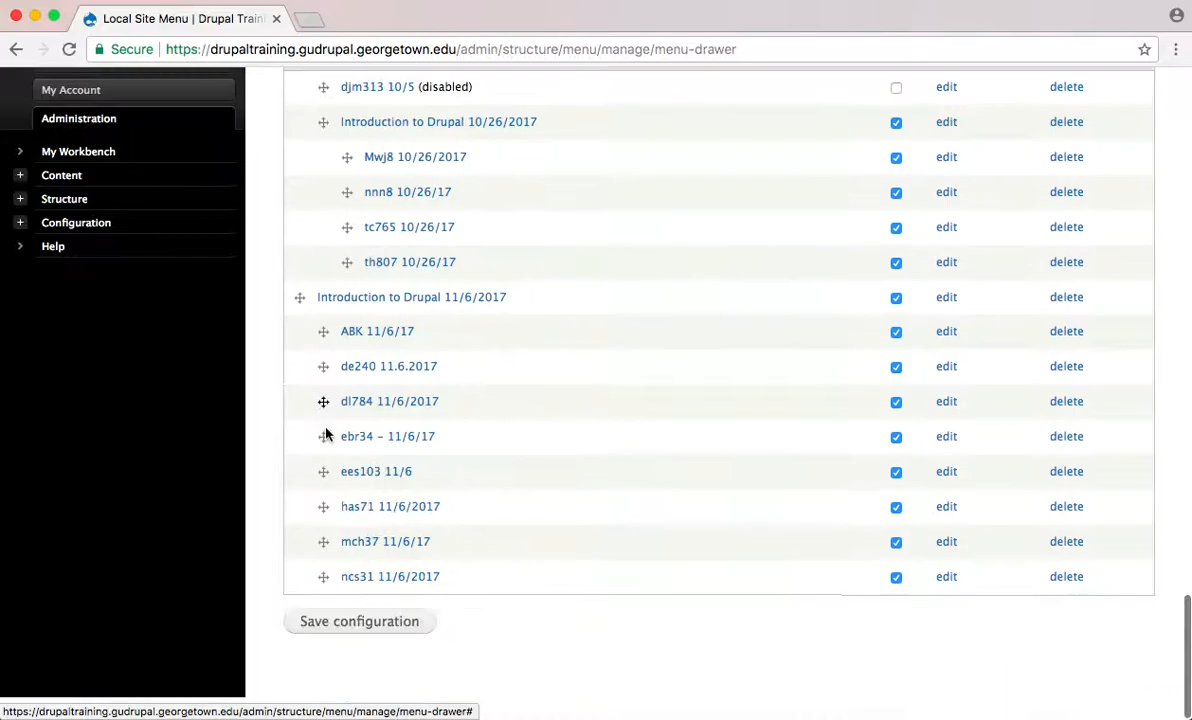 Local Site Menu | Drupal Train
Secure https://drupaltraining.gudrupal.georgetown.edu/admin/structure/menu/manage/menu-drawer
My Account
Administration
My Workbench
Content
Structure
Configuration
Help
djm313 10/5 (disabled) edit delete
Introduction to Drupal 10/26/2017 edit delete
Mwj8 10/26/2017 edit delete
nnn8 10/26/17 edit delete
tc765 10/26/17 edit delete
th807 10/26/17 edit delete
Introduction to Drupal 11/6/2017 edit delete
ABK 11/6/17 edit delete
de240 11.6.2017 edit delete
dl784 11/6/2017 edit delete
ebr34 – 11/6/17 edit delete
ees103 11/6 edit delete
has71 11/6/2017 edit delete
mch37 11/6/17 edit delete
ncs31 11/6/2017 edit delete
Save configuration
https://drupaltraining.gudrupal.georgetown.edu/admin/structure/menu/manage/menu-drawer#